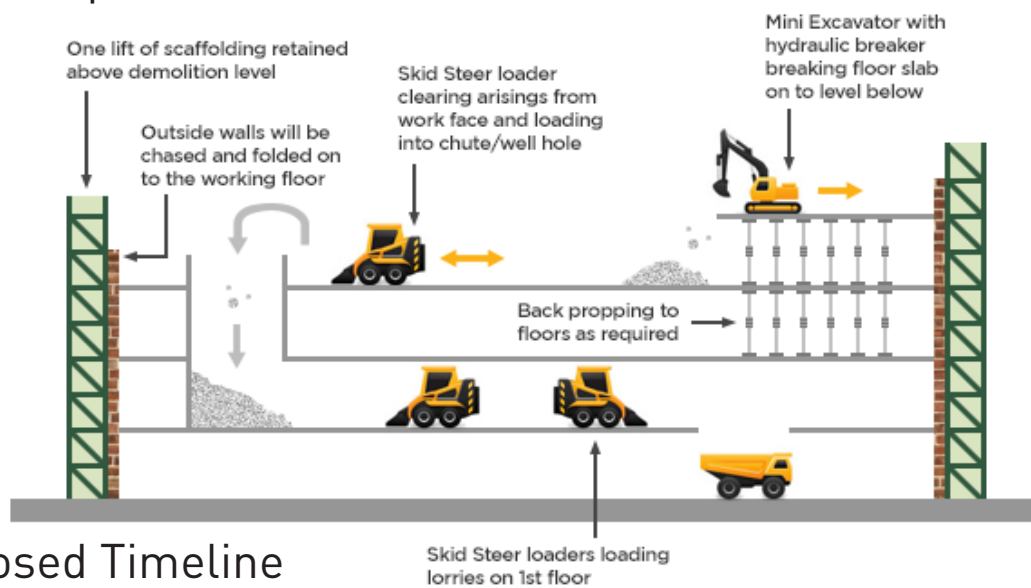 One lift of scaffolding retained
above demolition level
Outside walls will be
chased and folded on
to the working floor
Skid Steer loader
clearing arisings from
work face and loading
into chute/well hole
Mini Excavator with
hydraulic breaker
breaking floor slab
on to level below
Back propping to
floors as required
Skid Steer loaders loading
lorries on 1st floor
osed Timeline